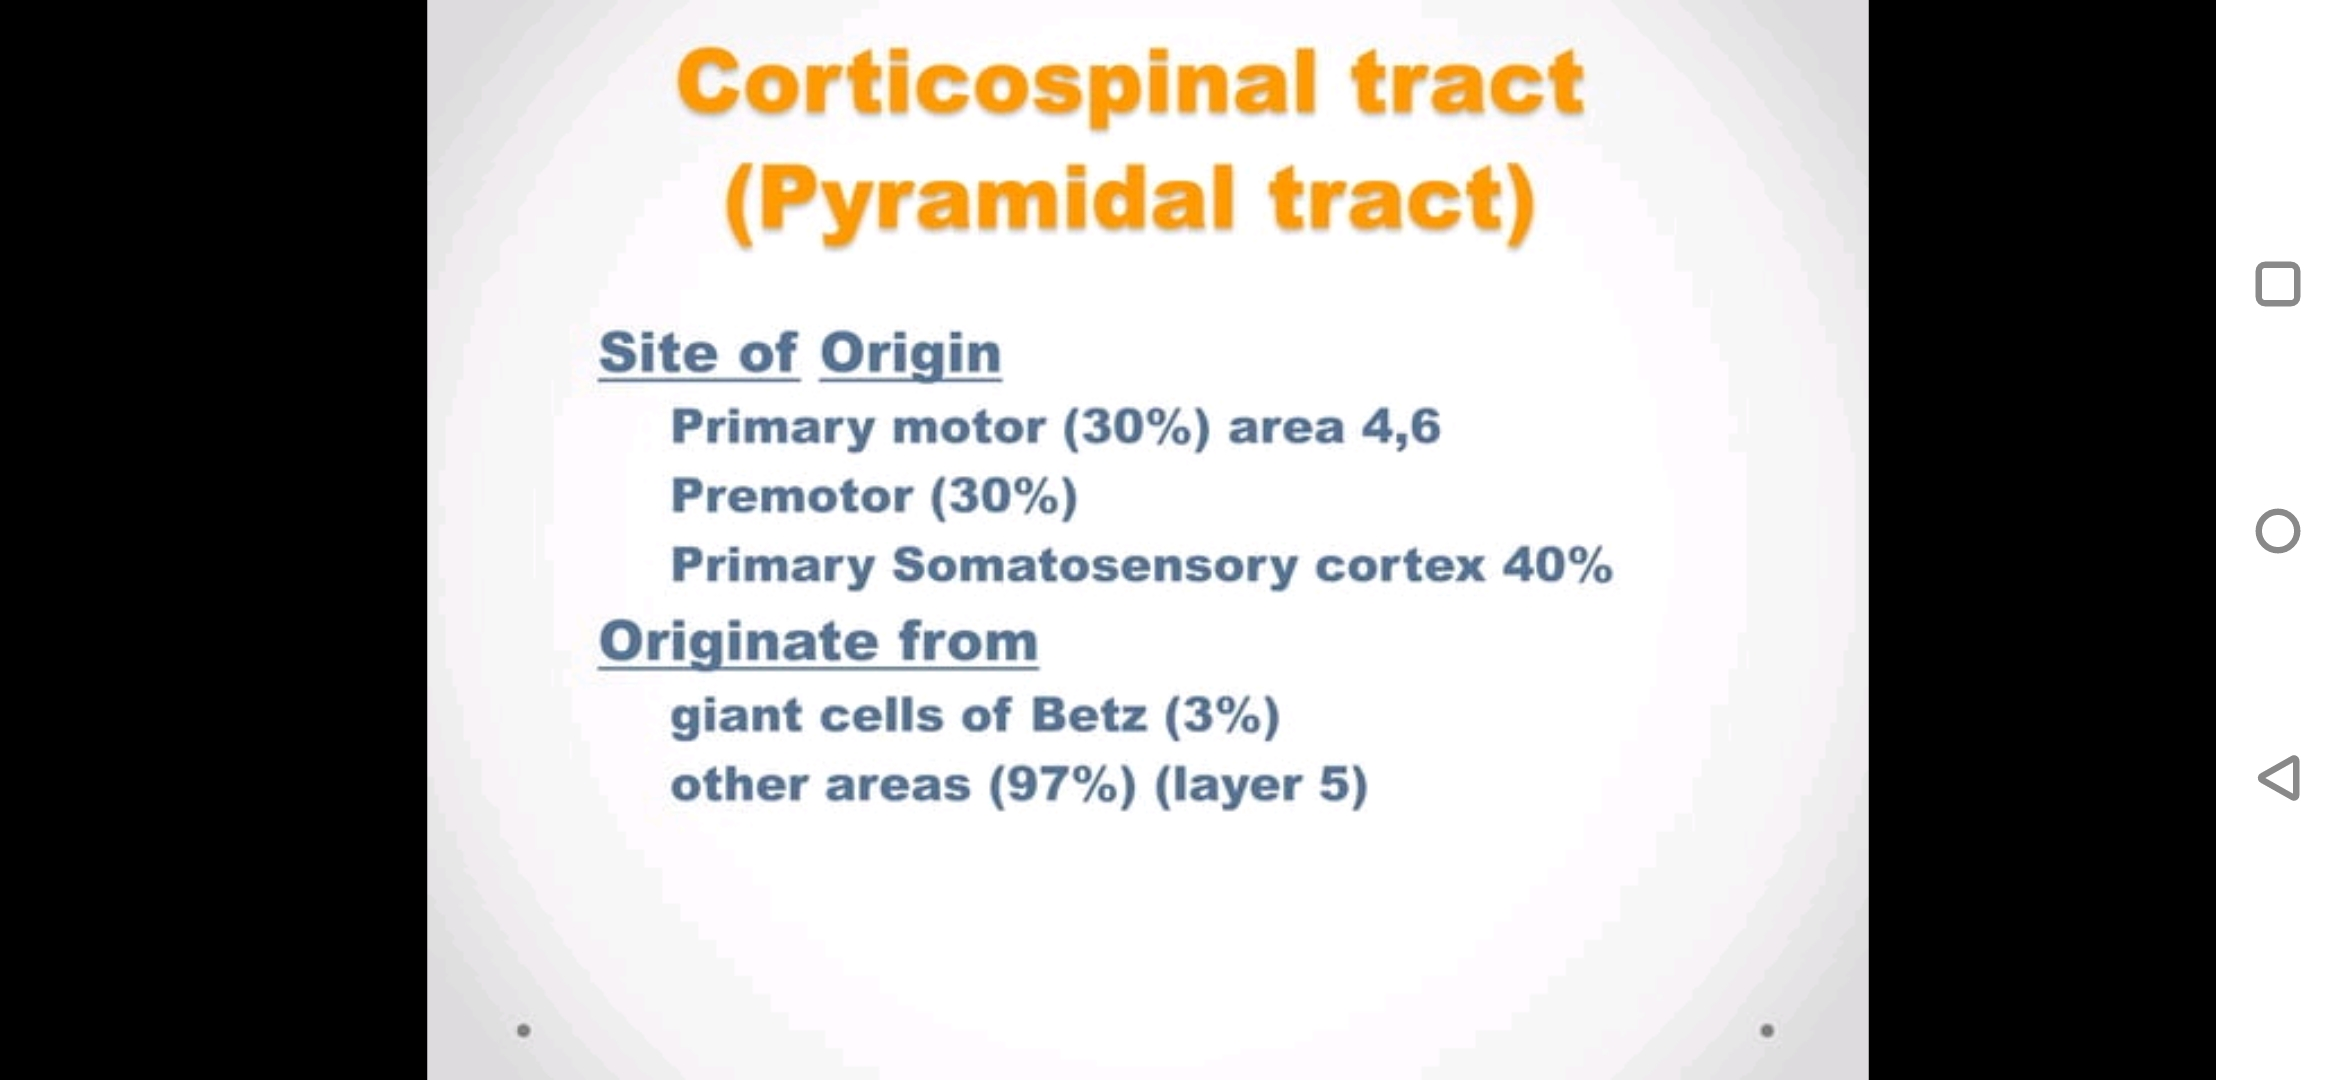 Corticospinal tract
(Pyramidal tract)
Site of Origin
Primary motor (30%) area 4,6
Premotor (30%)
Primary Somatosensory cortex 40%
Originate from
giant cells of Betz (3%)
other areas (97%) (layer 5)